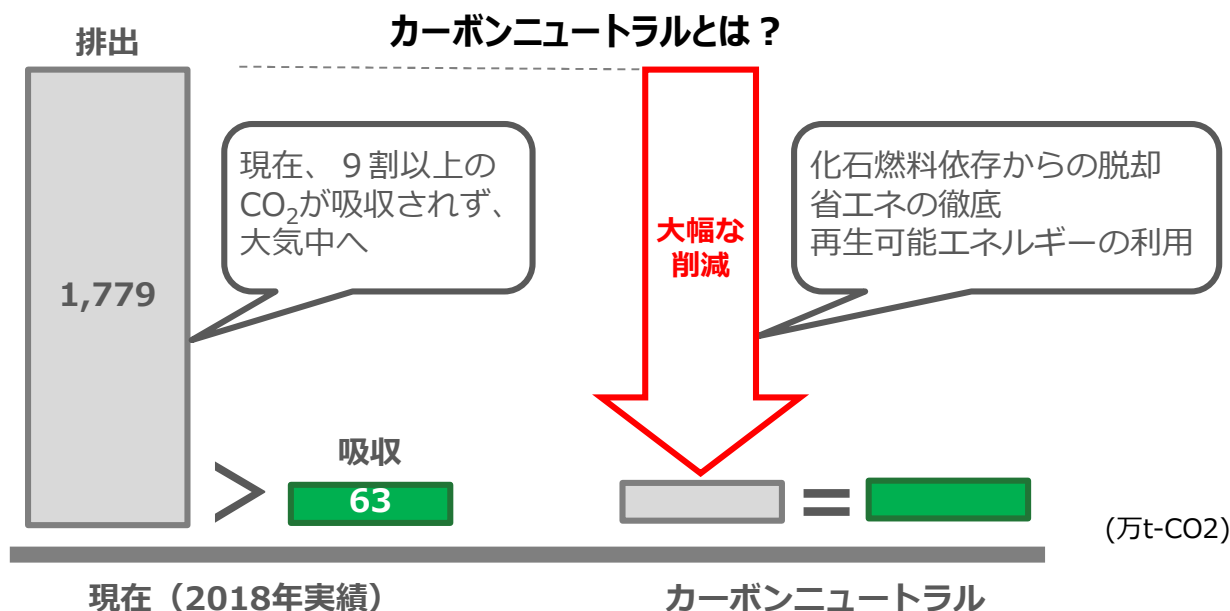 カーボンニュートラルとは？
排出
現在、９割以上の
CO₂が吸収されず、
大気中へ
1,779
吸収
63
大幅な
削減
化石燃料依存からの脱却
省エネの徹底
再生可能エネルギーの利用
>
=
(万t-CO2)
現在（2018年実績）
カーボンニュートラル